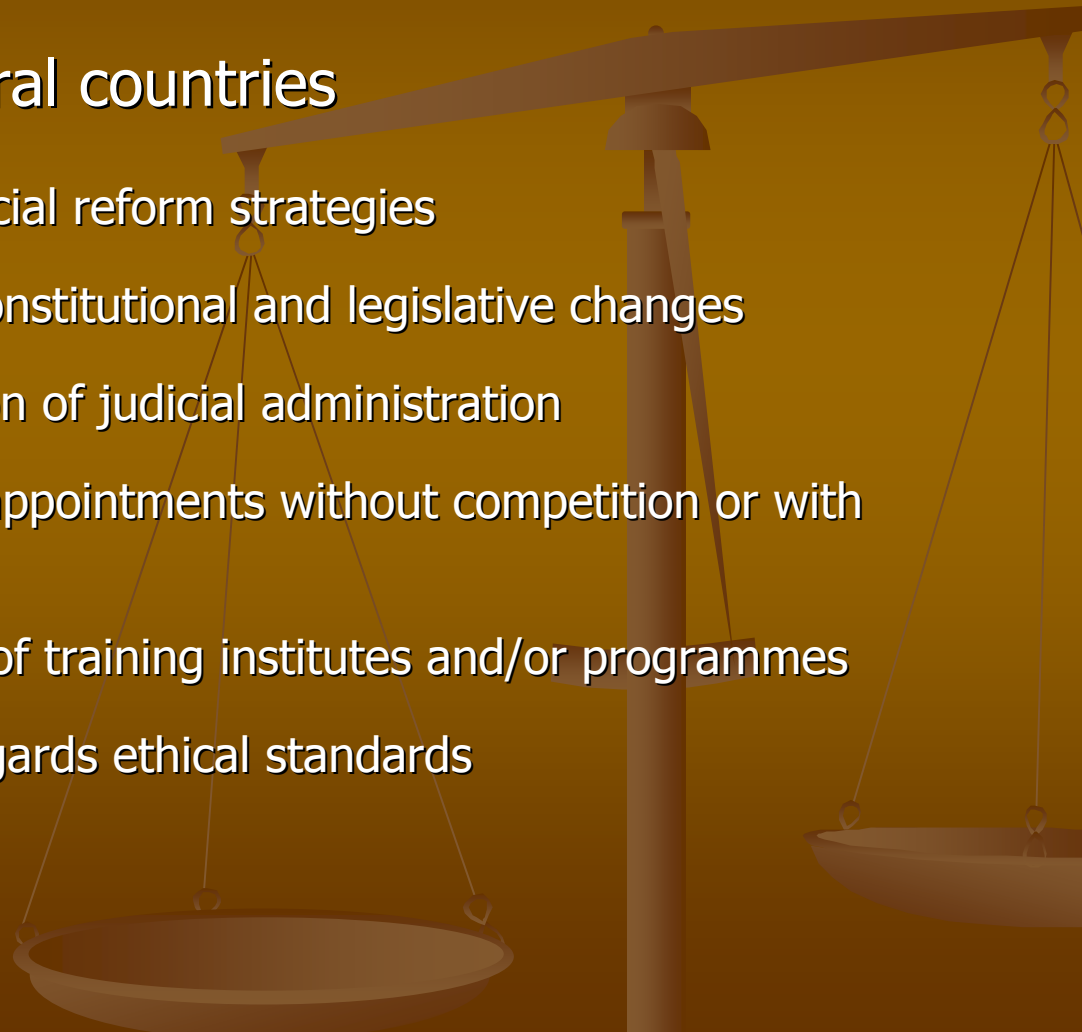 ral countries
cial reform strategies
onstitutional and legislative changes
n of judicial administration
appointments without competition or with
of training institutes and/or programmes
gards ethical standards